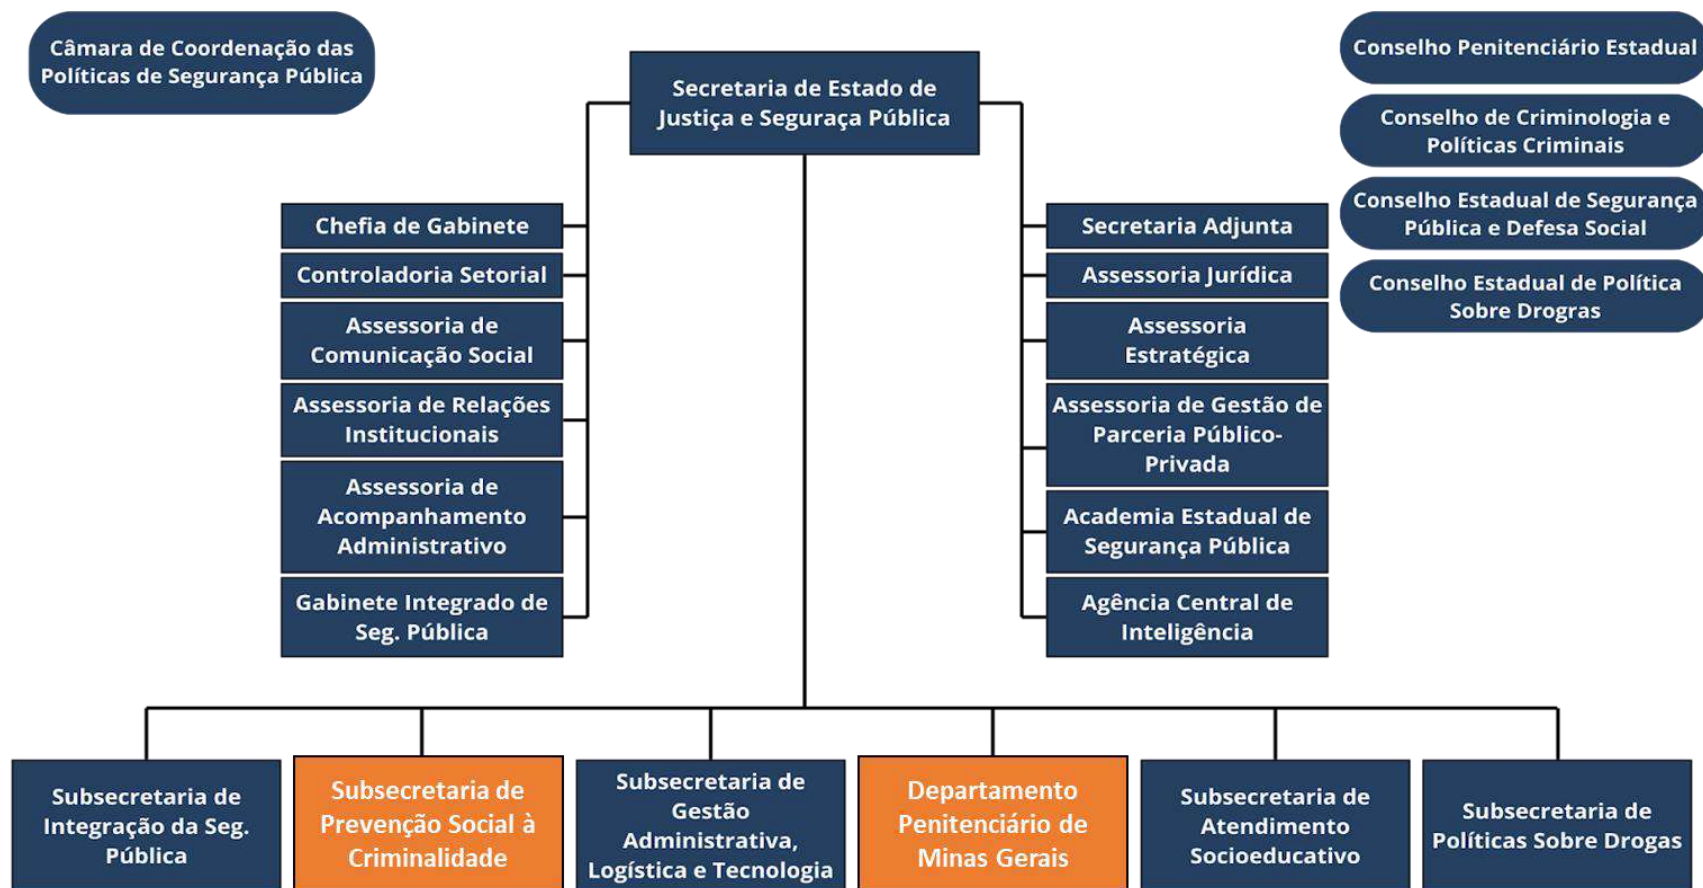 Câmara de Coordenação das
Políticas de Segurança Pública
Secretaria de Estado de
Justiça e Seguraça Pública
Conselho Penitenciário Estadual
Conselho de Criminologia e
Políticas Criminais
Conselho Estadual de Segurança
Pública e Defesa Social
Conselho Estadual de Política
Sobre Drogras
Chefia de Gabinete
Controladoria Setorial
Assessoria de
Comunicação Social
Assessoria de Relações
Institucionais
Assessoria de
Acompanhamento
Administrativo
Gabinete Integrado de
Seg. Pública
Secretaria Adjunta
Assessoria Jurídica
Assessoria
Estratégica
Assessoria de Gestão de
Parceria Público-
Privada
Academia Estadual de
Segurança Pública
Agência Central de
Inteligência
Subsecretaria de
Integração da Seg.
Pública
Subsecretaria de
Prevenção Social à
Criminalidade
Subsecretaria de
Gestão
Administrativa,
Logística e Tecnologia
Departamento
Penitenciário de
Minas Gerais
Subsecretaria de
Atendimento
Socioeducativo
Subsecretaria de
Políticas Sobre Drogas